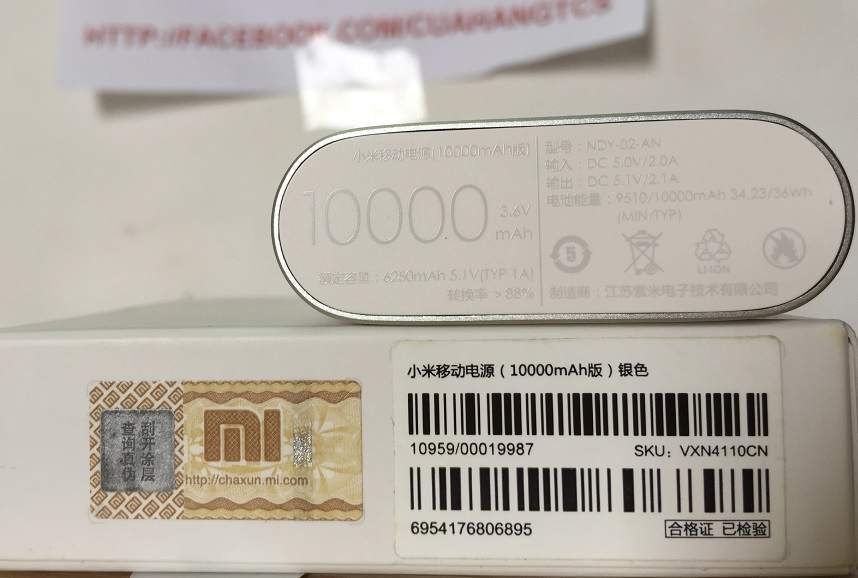 HTTP://FACEBOOK.COM/CUAHANGTCS
小米移动电源(10000mAh版)
10000
3.6V
mAh
额定容量：6250mAh 5.1V(TYP 1A)
转换率 >88%
型号：NDY-02-AN
输入：DC 5.0V/2.0A
输出：DC 5.1V/2.1A
电池能量：9510/10000mAh 34.23/36Wh
(MIN/TYP)
5
LI-ION
制造商：江苏紫米电子技术有限公司
刮开涂层
查询真伪
mi
http://chaxun.mi.com
小米移动电源（10000mAh版）银色
10959/00019987
SKU：VXN4110CN
6954176806895
合格证 已检验